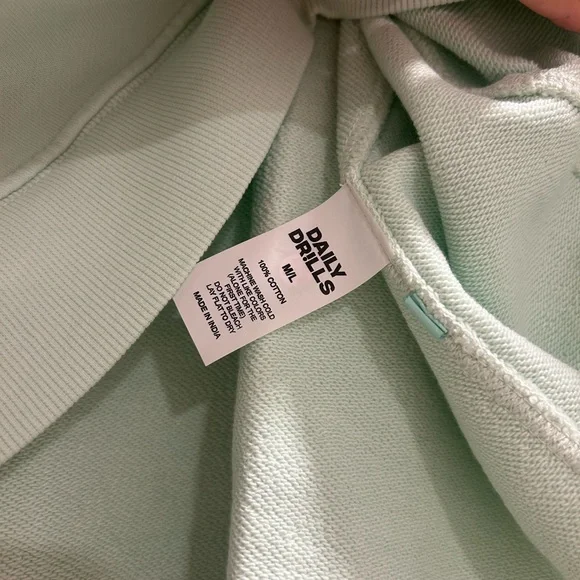 DAILY
DRILLS
M/L
100% COTTON
MACHINE WASH COLD
WITH LIKE COLORS
(ALONE FOR THE
FIRST TIME)
DO NOT BLEACH
LAY FLAT TO DRY
MADE IN INDIA